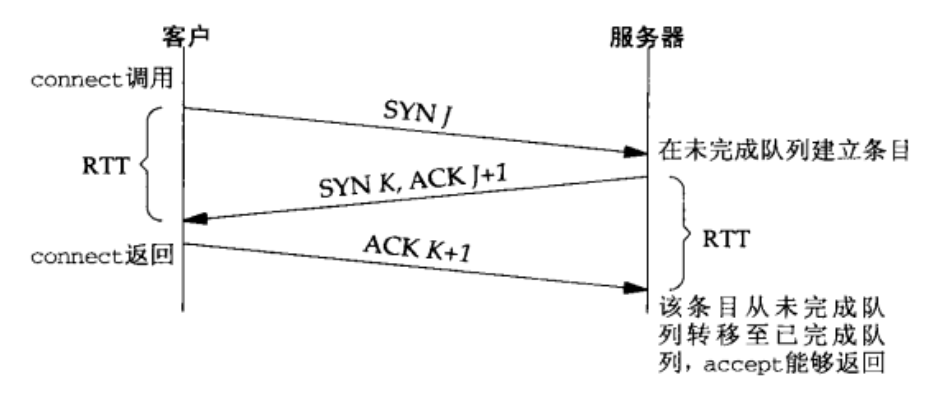 客户
服务器
connect调用
SYN J
在未完成队列建立条目
RTT
SYN K, ACK J+1
RTT
connect返回
ACK K+1
该条目从未完成队
列转移至已完成队
列，accept能够返回